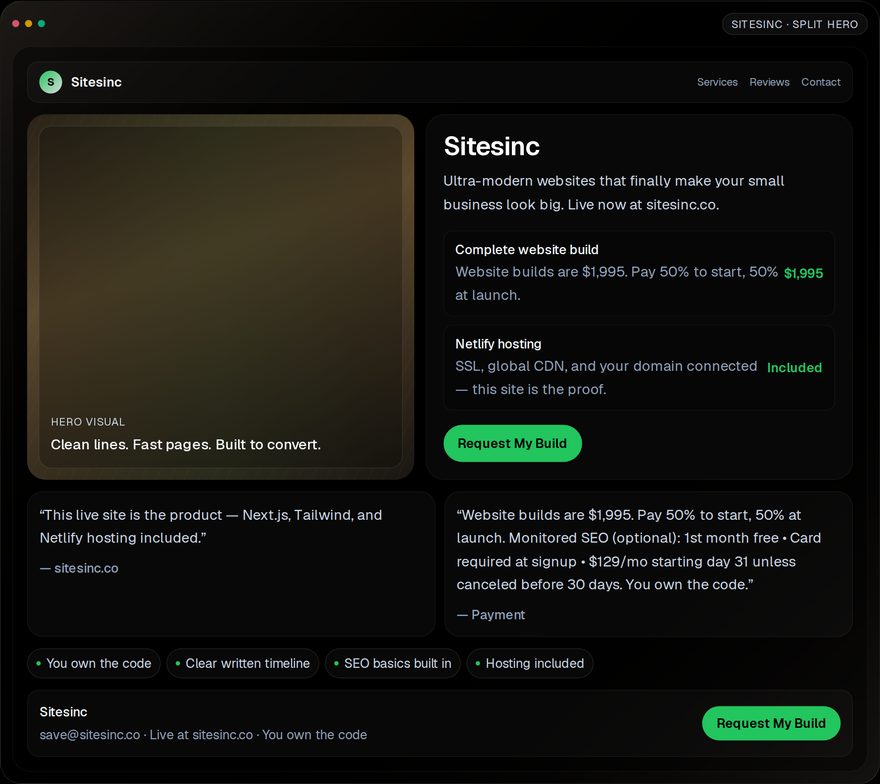 SITESINC · SPLIT HERO
S
Sitesinc
Services Reviews Contact
HERO VISUAL
Clean lines. Fast pages. Built to convert.
Sitesinc
Ultra-modern websites that finally make your small
business look big. Live now at sitesinc.co.
Complete website build
Website builds are $1,995. Pay 50% to start, 50%
at launch.
$1,995
Netlify hosting
SSL, global CDN, and your domain connected
— this site is the proof.
Included
Request My Build
“This live site is the product — Next.js, Tailwind, and
Netlify hosting included.”
— sitesinc.co
“Website builds are $1,995. Pay 50% to start, 50% at
launch. Monitored SEO (optional): 1st month free • Card
required at signup • $129/mo starting day 31 unless
canceled before 30 days. You own the code.”
— Payment
• You own the code
• Clear written timeline
• SEO basics built in
• Hosting included
Sitesinc
save@sitesinc.co · Live at sitesinc.co · You own the code
Request My Build